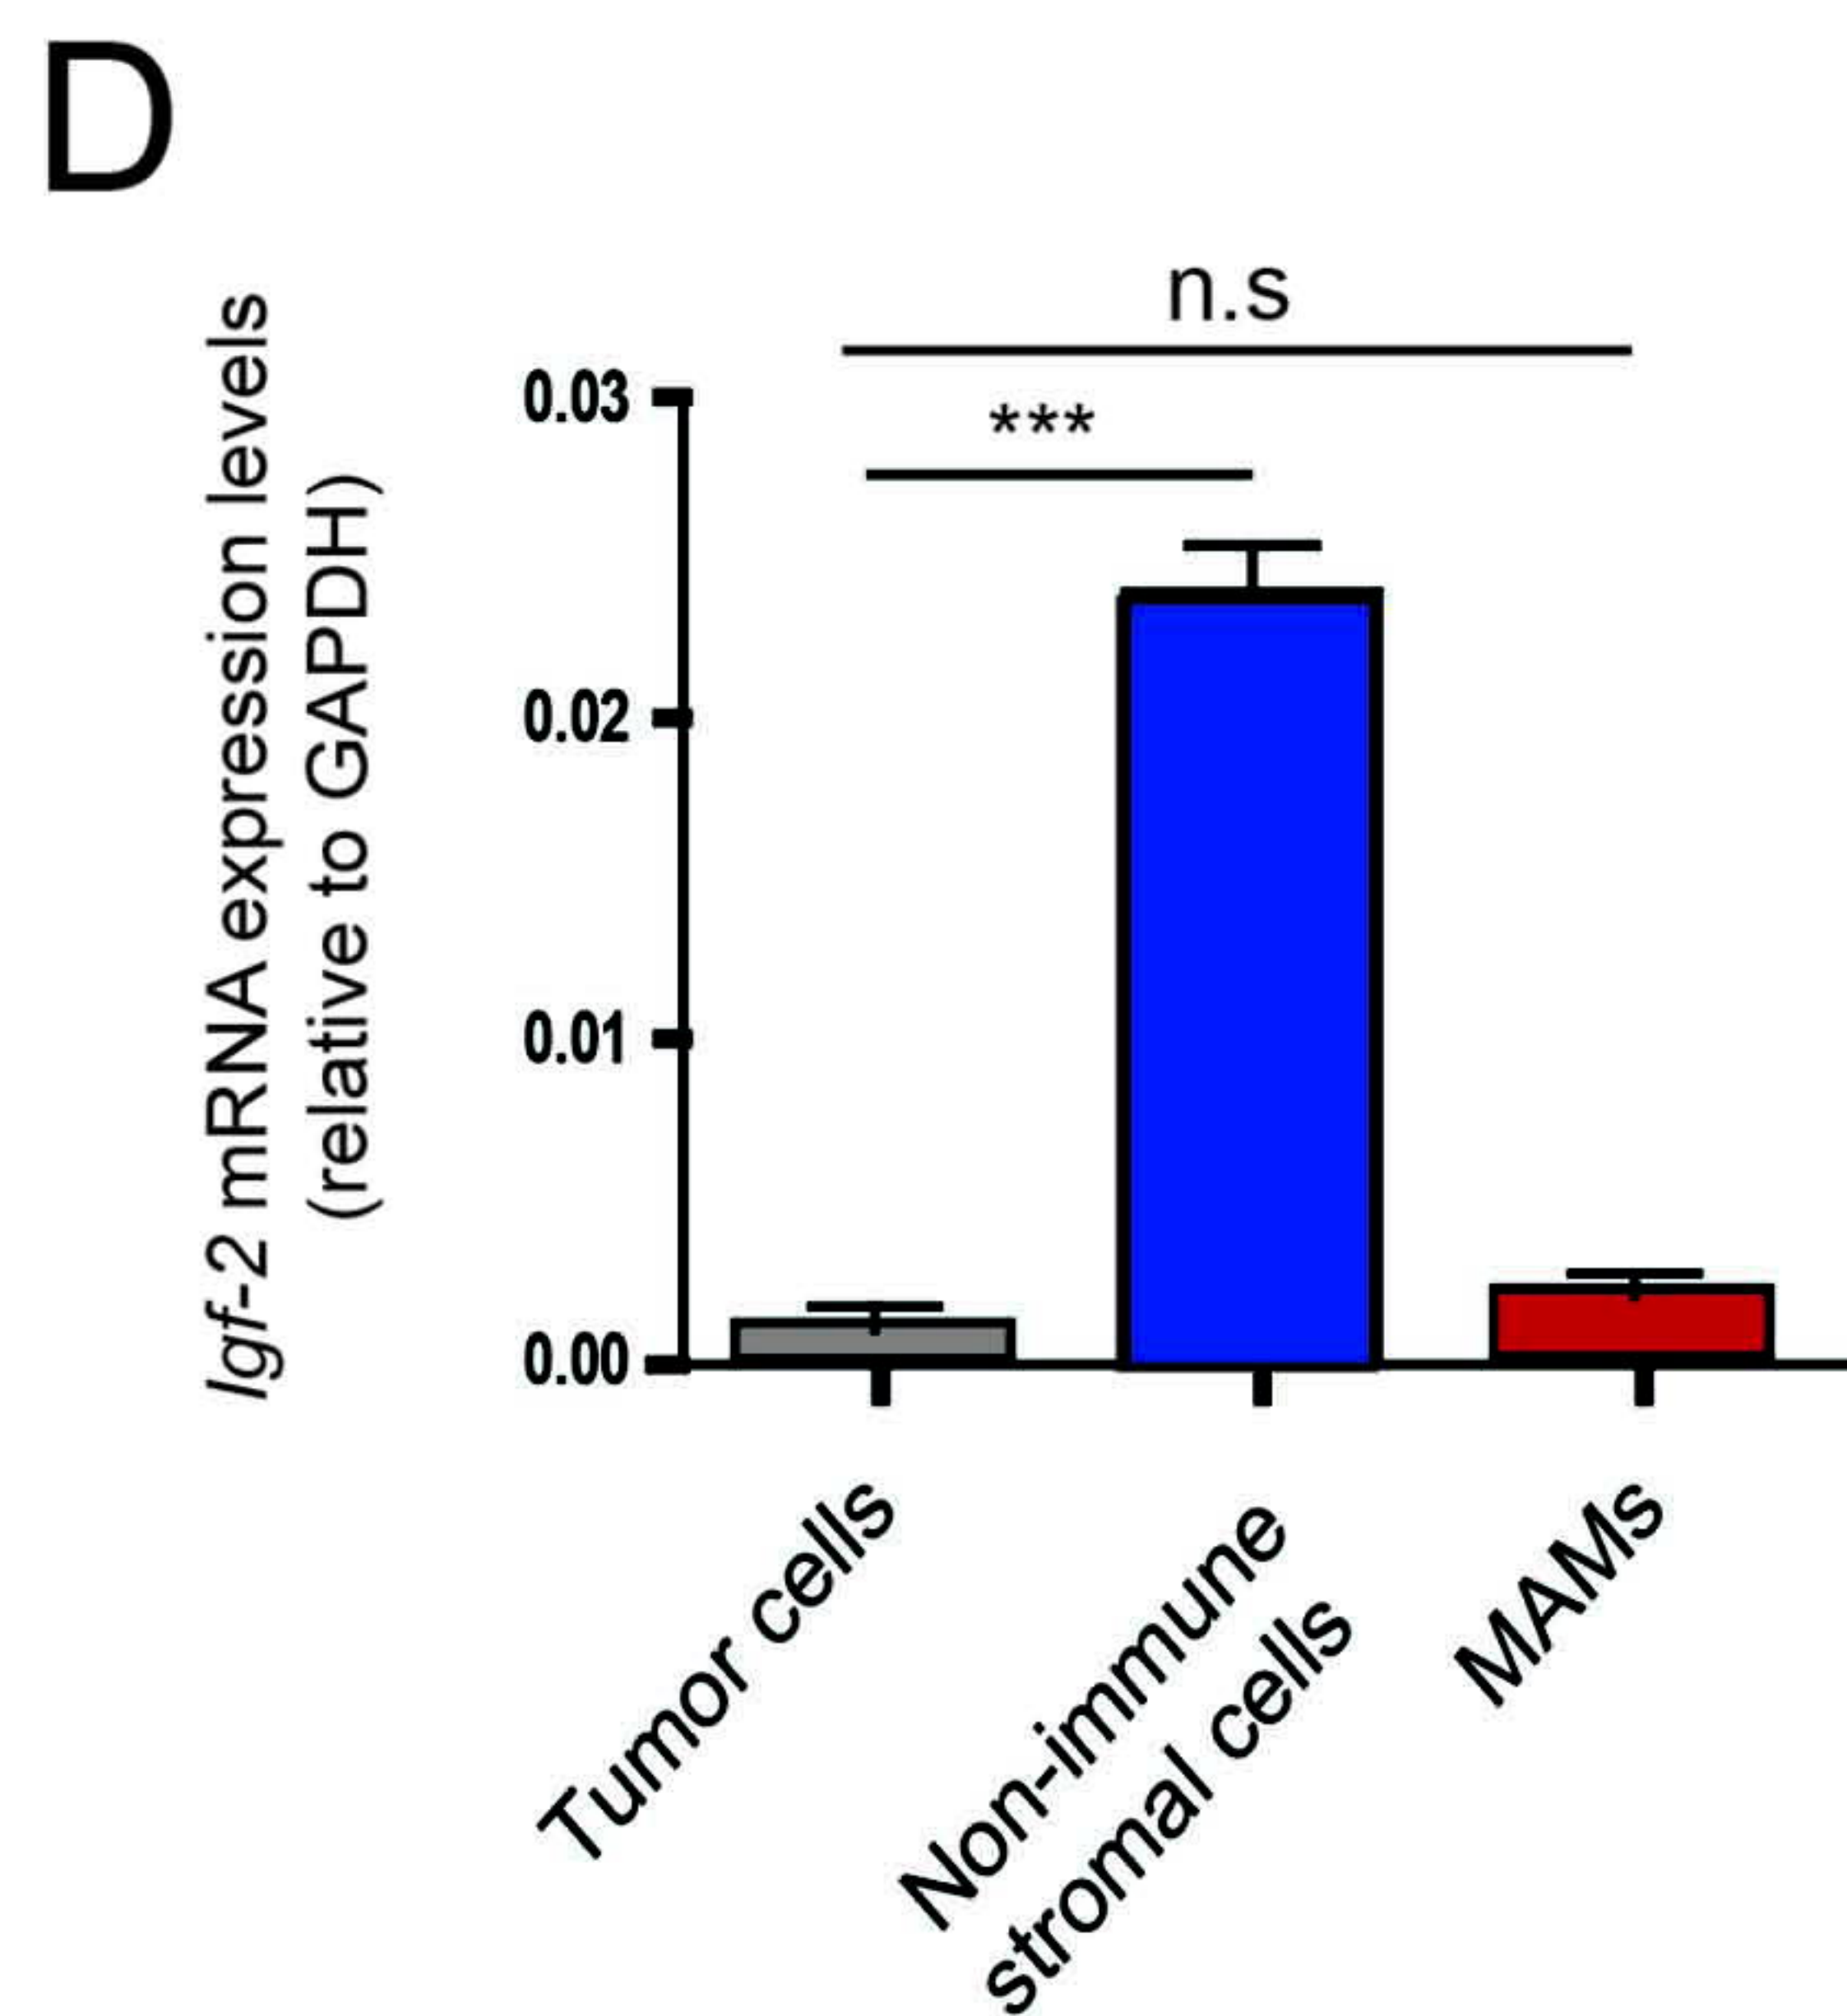 D
n.s
***
Igf-2 mRNA expression levels
(relative to GAPDH)
0.03
0.02
0.01
0.00
Tumor cells
Non-immune
stromal cells
MAMs